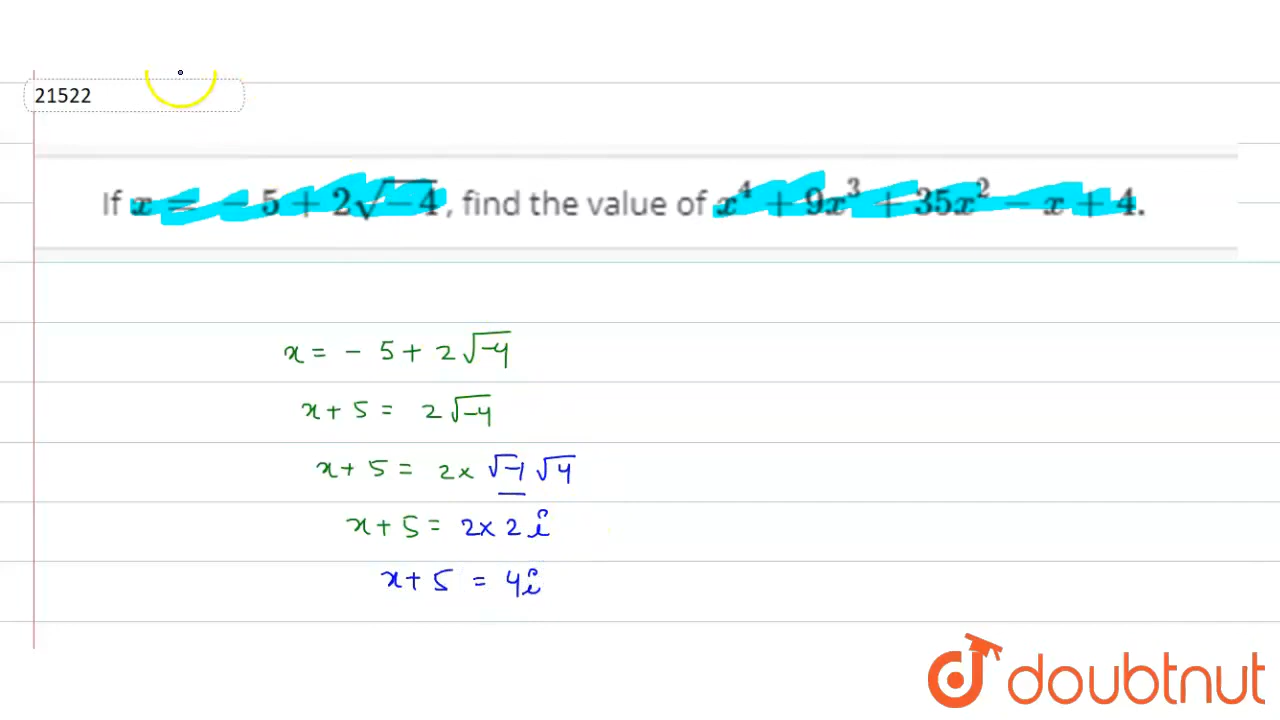 21522
If x = − 5 + 2√−4, find the value of x⁴ + 9x³ + 35x² − x + 4.
x = − 5 + 2√−4
x + 5 = 2√−4
x + 5 = 2× √−1 √4
x + 5 = 2× 2 i
x + 5 = 4i
doubtnut